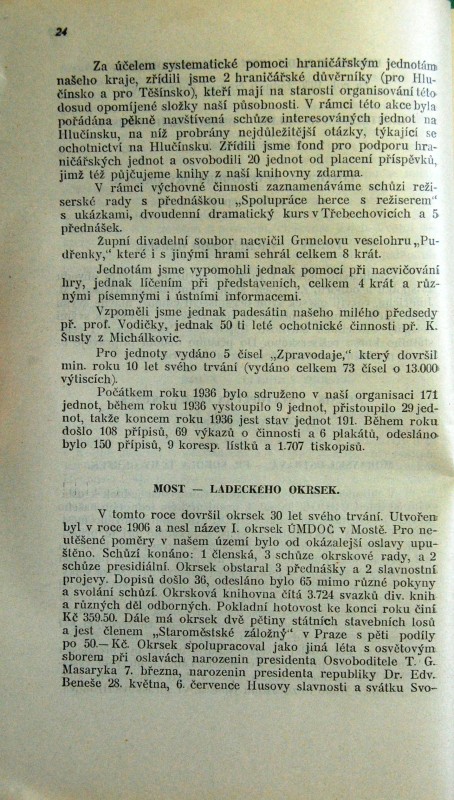 24
Za účelem systematické pomoci hraničářským jednotám
našeho kraje, zřídili jsme 2 hraničářské důvěrníky (pro Hlu-
čínsko a pro Těšínsko), kteří mají na starosti organisování této
dosud opomíjené složky naší působnosti. V rámci této akce byla
pořádána pěkně navštívená schůze interesovaných jednot na
Hlučínsku, na níž probrány nejdůležitější otázky, týkající se
ochotnictví na Hlučínsku. Zřídili jsme fond pro podporu hra-
ničářských jednot a osvobodili 20 jednot od placení příspěvků,
jimž též půjčujeme knihy z naší knihovny zdarma.
V rámci výchovné činnosti zaznamenáváme schůzi reži-
sérské rady s přednáškou „Spolupráce herce s režiserem"
s ukázkami, dvoudenní dramatický kurs v Třebechovicích a 5
přednášek.
Župní divadelní soubor nacvičil Grmelovu veselohru „Pu-
dřenky," které i s jinými hrami sehrál celkem 8 krát.
Jednotám jsme vypomohli jednak pomocí při nacvičování
hry, jednak líčením při představeních, celkem 4 krát a růz-
nými písemnými i ústními informacemi.
Vzpoměli jsme jednak padesátin našeho milého předsedy
př. prof. Vodičky, jednak 50 ti leté ochotnické činnosti př. K.
Šusty z Michálkovic.
Pro jednoty vydáno 5 čísel „Zpravodaje," který dovršil
min. roku 10 let svého trvání (vydáno celkem 73 čísel o 13.000
výtiscích).
Počátkem roku 1936 bylo sdruženo v naší organisaci 171
jednot, během roku 1936 vystoupilo 9 jednot, přistoupilo 29 jed-
not, takže koncem roku 1936 jest stav jednot 191. Během roku
došlo 108 přípisů, 69 výkazů o činnosti a 6 plakátů, odesláno
bylo 150 přípisů, 9 koresp. lístků a 1.707 tiskopisů.
MOST — LADECKÉHO OKRSEK.
V tomto roce dovršil okrsek 30 let svého trvání. Utvořen
byl v roce 1906 a nesl název I. okrsek ÚMDOČ v Mostě. Pro ne-
utěšené poměry v našem území bylo od okázalejší oslavy upu-
štěno. Schůzí konáno: 1 členská, 3 schůze okrskové rady, a 2
schůze presidiální. Okrsek obstaral 3 přednášky a 2 slavnostní
projevy. Dopisů došlo 36, odesláno bylo 65 mimo různé pokyny
a svolání schůzí. Okrsková knihovna čítá 3.724 svazků div. knih
a různých děl odborných. Pokladní hotovost ke konci roku činí
Kč 359.50. Dále má okrsek dvě pětiny státních stavebních losů
a jest členem „Staroměstské záložny" v Praze s pěti podíly
po 50.— Kč. Okrsek spolupracoval jako jiná léta s osvětovým
sborem při oslavách narozenin presidenta Osvoboditele T. G.
Masaryka 7. března, narozenin presidenta republiky Dr. Edv.
Beneše 28. května, 6. července Husovy slavnosti a svátku Svo-